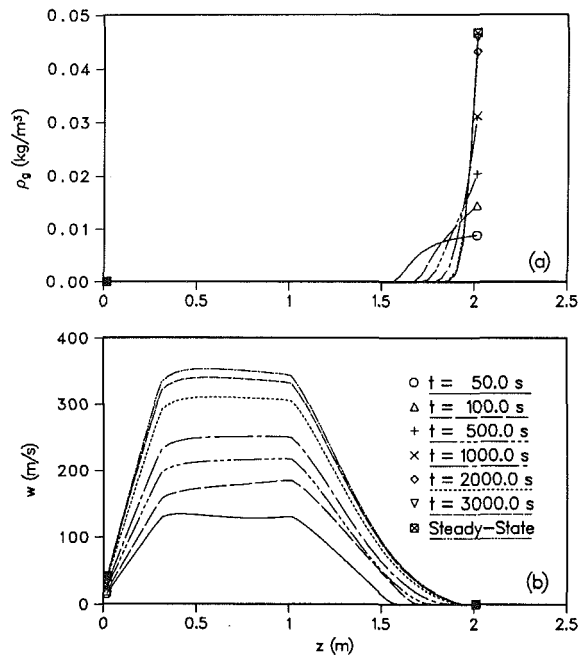 0.05
0.04
0.03
0.02
0.01
0.00
ρg (kg/m³)
(a)
0 0.5 1 1.5 2 2.5
400
300
200
100
0
w (m/s)
t = 50.0 s
t = 100.0 s
t = 500.0 s
t = 1000.0 s
t = 2000.0 s
t = 3000.0 s
Steady-State
(b)
0 0.5 1 1.5 2 2.5
z (m)